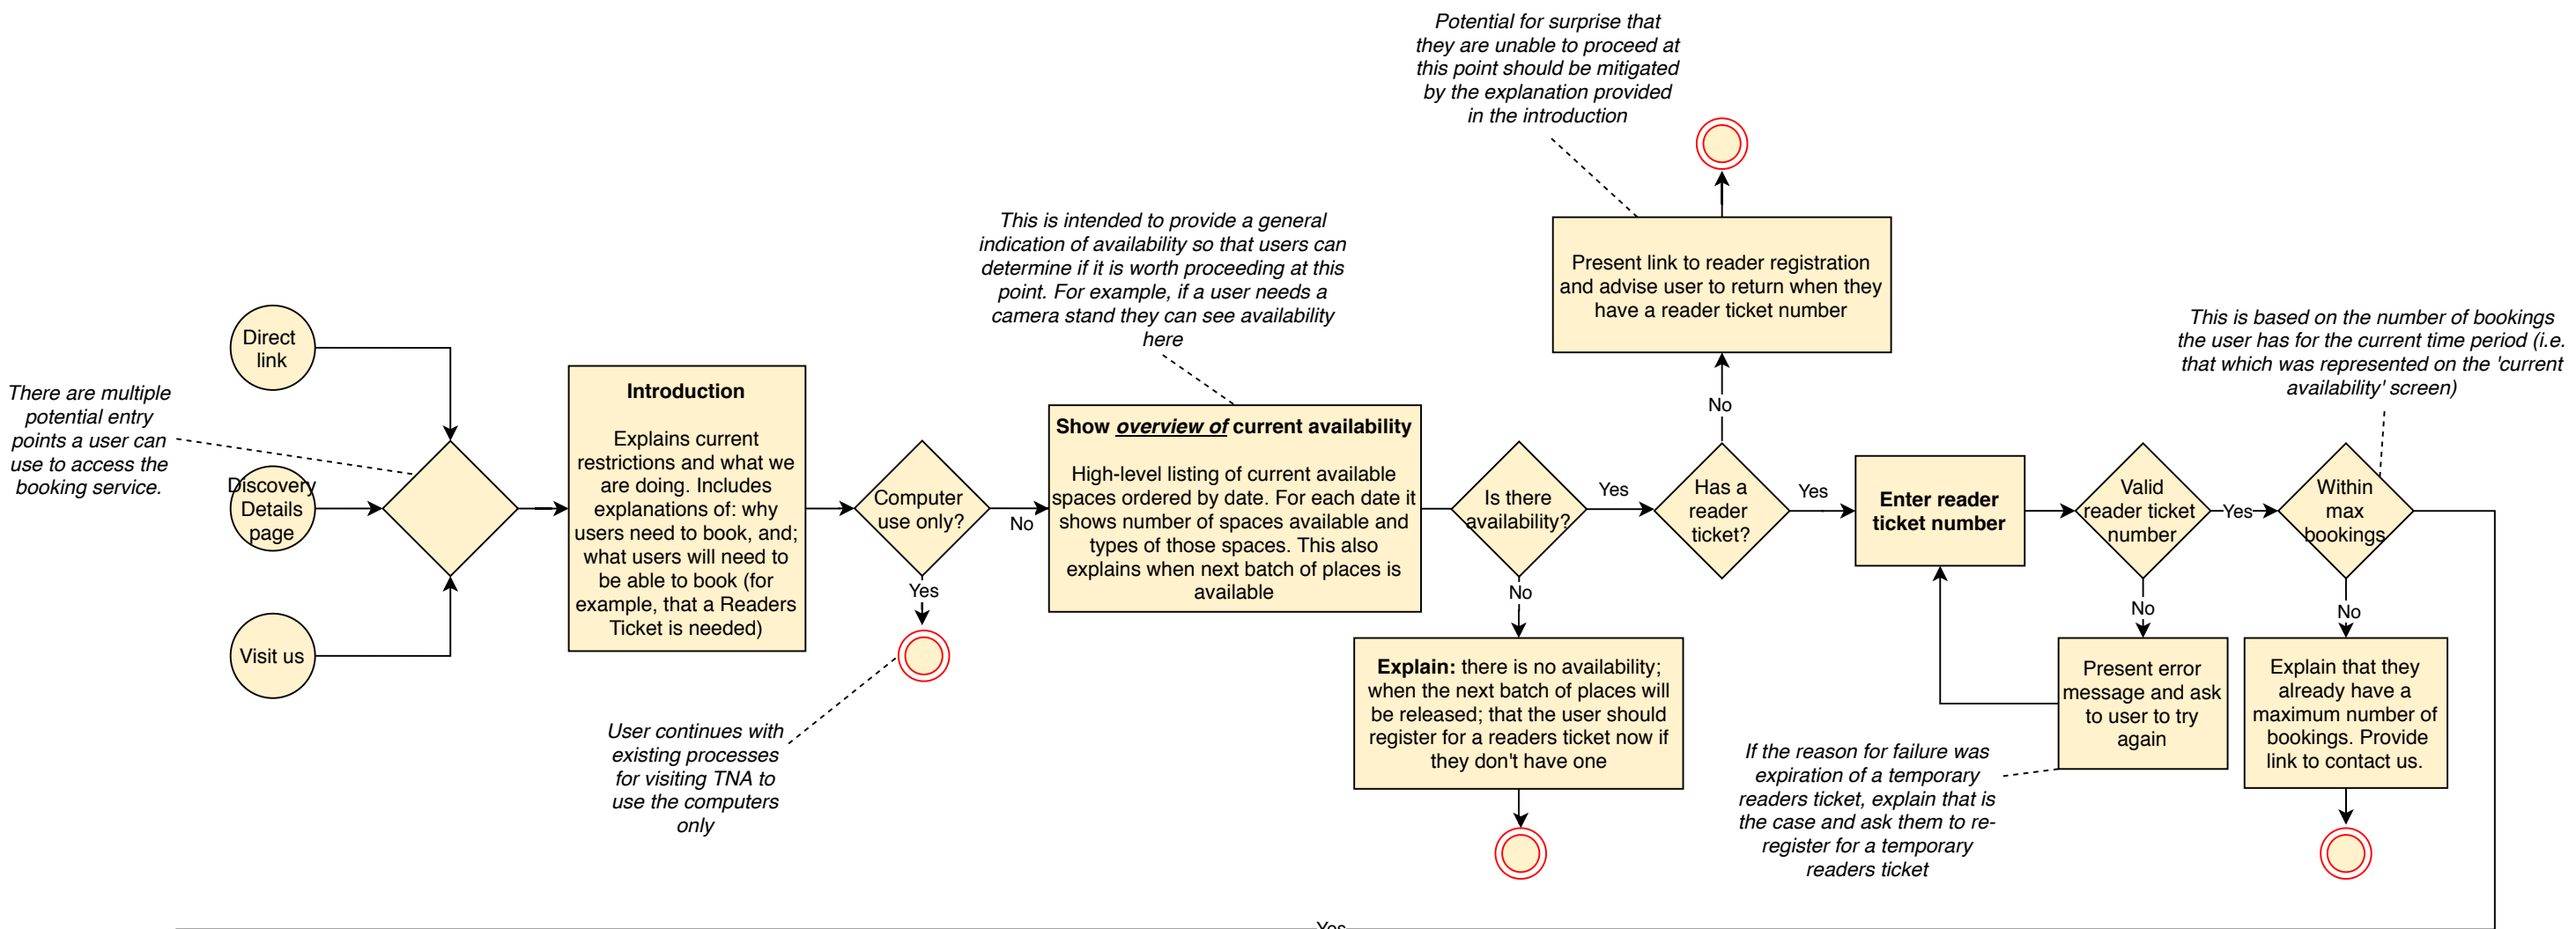 Potential for surprise that
they are unable to proceed at
this point should be mitigated
by the explanation provided
in the introduction
This is intended to provide a general
indication of availability so that users can
determine if it is worth proceeding at this
point. For example, if a user needs a
camera stand they can see availability
here
Present link to reader registration
and advise user to return when they
have a reader ticket number
This is based on the number of bookings
the user has for the current time period (i.e.
that which was represented on the 'current
availability' screen)
There are multiple
potential entry
points a user can
use to access the
booking service.
Direct
link
Discovery
Details
page
Visit us
Introduction
Explains current
restrictions and what we
are doing. Includes
explanations of: why
users need to book, and;
what users will need to
be able to book (for
example, that a Readers
Ticket is needed)
Computer
use only?
No
Yes
User continues with
existing processes
for visiting TNA to
use the computers
only
Show overview of current availability
High-level listing of current available
spaces ordered by date. For each date it
shows number of spaces available and
types of those spaces. This also
explains when next batch of places is
available
Is there
availability?
Yes
No
Explain: there is no availability;
when the next batch of places will
be released; that the user should
register for a readers ticket now if
they don't have one
Has a
reader
ticket?
No
Yes
Enter reader
ticket number
Valid
reader ticket
number
Yes
No
Present error
message and ask
to user to try
again
If the reason for failure was
expiration of a temporary
readers ticket, explain that is
the case and ask them to re-
register for a temporary
readers ticket
Within
max
bookings
No
Explain that they
already have a
maximum number of
bookings. Provide
link to contact us.
Yes